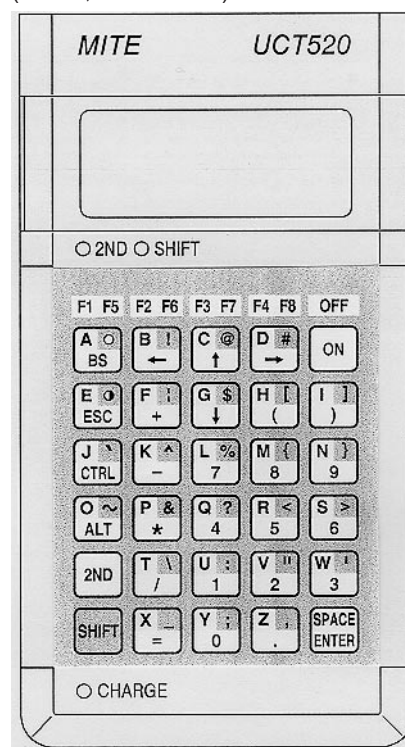 MITE UCT520
2ND SHIFT
F1 F5 F2 F6 F3 F7 F4 F8 OFF
A ○ B ! C @ D #
BS ← ↑ → ON
E ◑ F ¦ G $ H [ I ]
ESC + ↓ ( )
J ` K ^ L % M { N }
CTRL – 7 8 9
O ~ P & Q ? R < S >
ALT * 4 5 6
T \ U : V " W '
2ND / 1 2 3
X _ Y ; Z , SPACE
SHIFT = 0 . ENTER
CHARGE